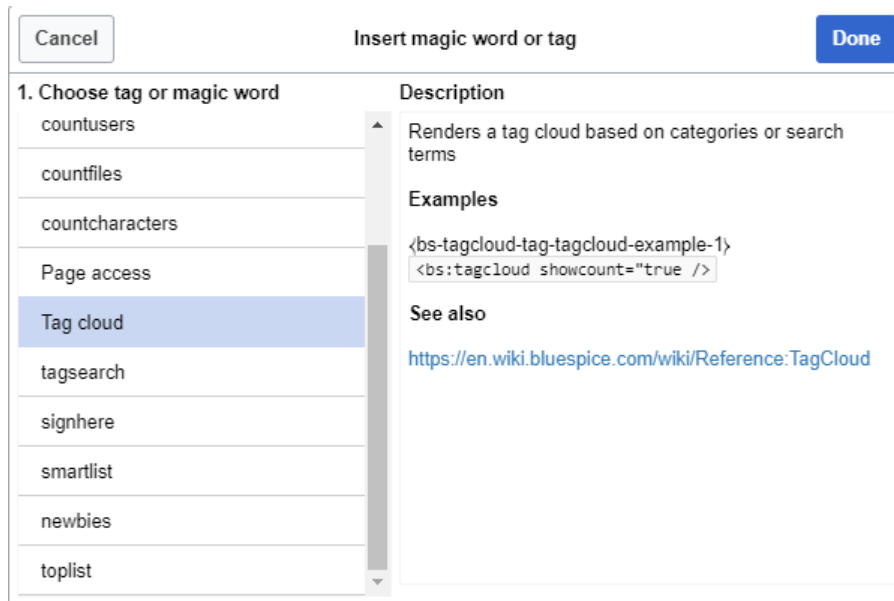 Cancel
Insert magic word or tag
Done
1. Choose tag or magic word
countusers
countfiles
countcharacters
Page access
Tag cloud
tagsearch
signhere
smartlist
newbies
toplist
Description
Renders a tag cloud based on categories or search
terms
Examples
⟨bs-tagcloud-tag-tagcloud-example-1⟩
<bs:tagcloud showcount="true />
See also
https://en.wiki.bluespice.com/wiki/Reference:TagCloud